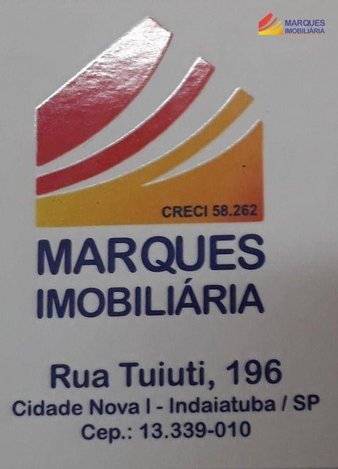 MARQUES
IMOBILIÁRIA
CRECI 58.262
MARQUES
IMOBILIÁRIA
Rua Tuiuti, 196
Cidade Nova I - Indaiatuba / SP
Cep.: 13.339-010